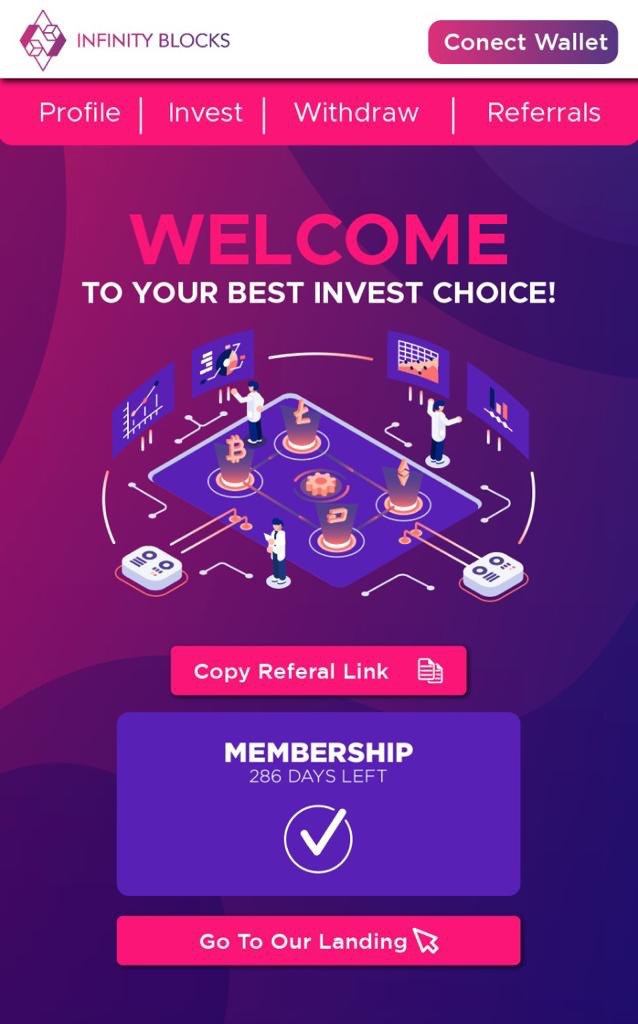 INFINITY BLOCKS
Conect Wallet
Profile | Invest | Withdraw | Referrals
WELCOME
TO YOUR BEST INVEST CHOICE!
Copy Referal Link
MEMBERSHIP
286 DAYS LEFT
Go To Our Landing